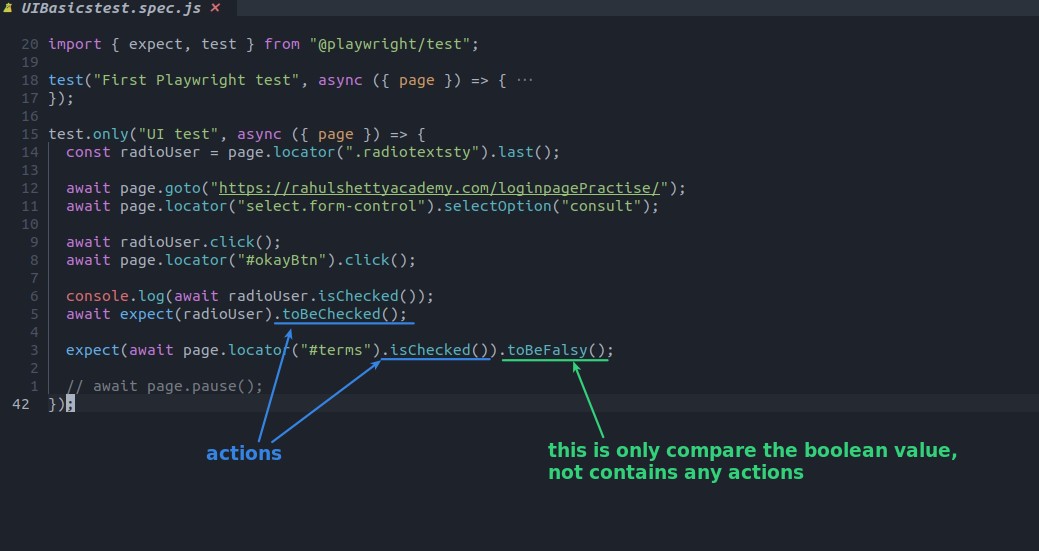 UIBasicstest.spec.js ✕
20 import { expect, test } from "@playwright/test";
19
18 test("First Playwright test", async ({ page }) => { ···
17 });
16
15 test.only("UI test", async ({ page }) => {
14   const radioUser = page.locator(".radiotextsty").last();
13
12   await page.goto("https://rahulshettyacademy.com/loginpagePractise/");
11   await page.locator("select.form-control").selectOption("consult");
10
9   await radioUser.click();
8   await page.locator("#okayBtn").click();
7
6   console.log(await radioUser.isChecked());
5   await expect(radioUser).toBeChecked();
4
3   expect(await page.locator("#terms").isChecked()).toBeFalsy();
2
1   // await page.pause();
42 });
actions
this is only compare the boolean value,
not contains any actions